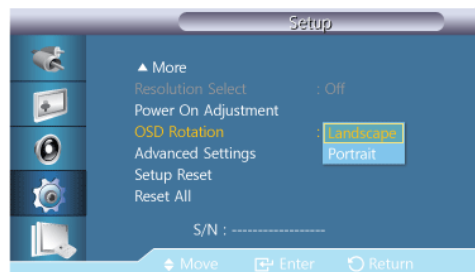 Setup
▲ More
Resolution Select : Off
Power On Adjustment
OSD Rotation : Landscape
Portrait
Advanced Settings
Setup Reset
Reset All
S/N : ------------------
Move Enter Return